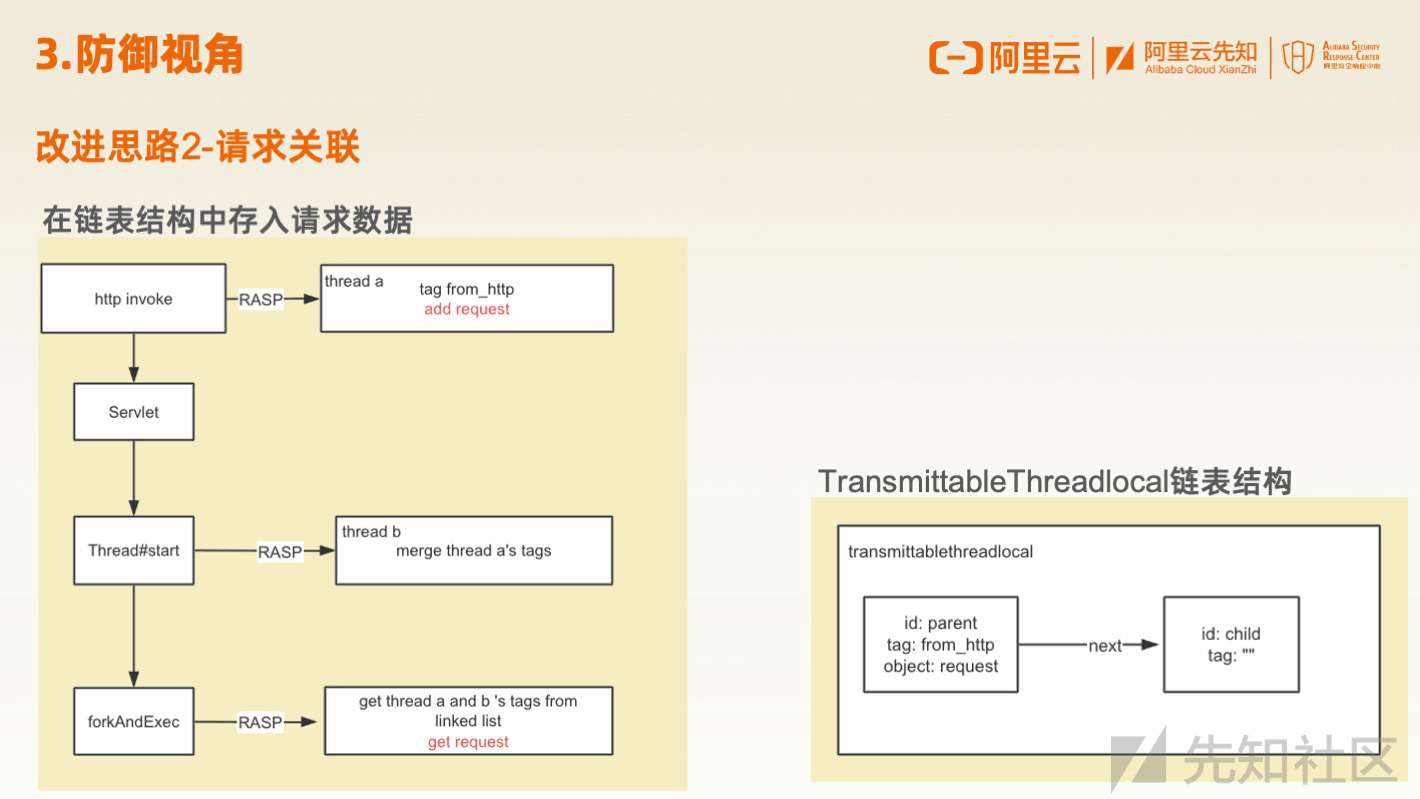 3.防御视角
阿里云
阿里云先知
Alibaba Cloud XianZhi
ALIBABA SECURITY
RESPONSE CENTER
阿里安全响应中心
改进思路2-请求关联
在链表结构中存入请求数据
http invoke
RASP
thread a
tag from_http
add request
Servlet
Thread#start
RASP
thread b
merge thread a's tags
forkAndExec
RASP
get thread a and b 's tags from
linked list
get request
TransmittableThreadlocal链表结构
transmittablethreadlocal
id: parent
tag: from_http
object: request
next
id: child
tag: ""
先知社区